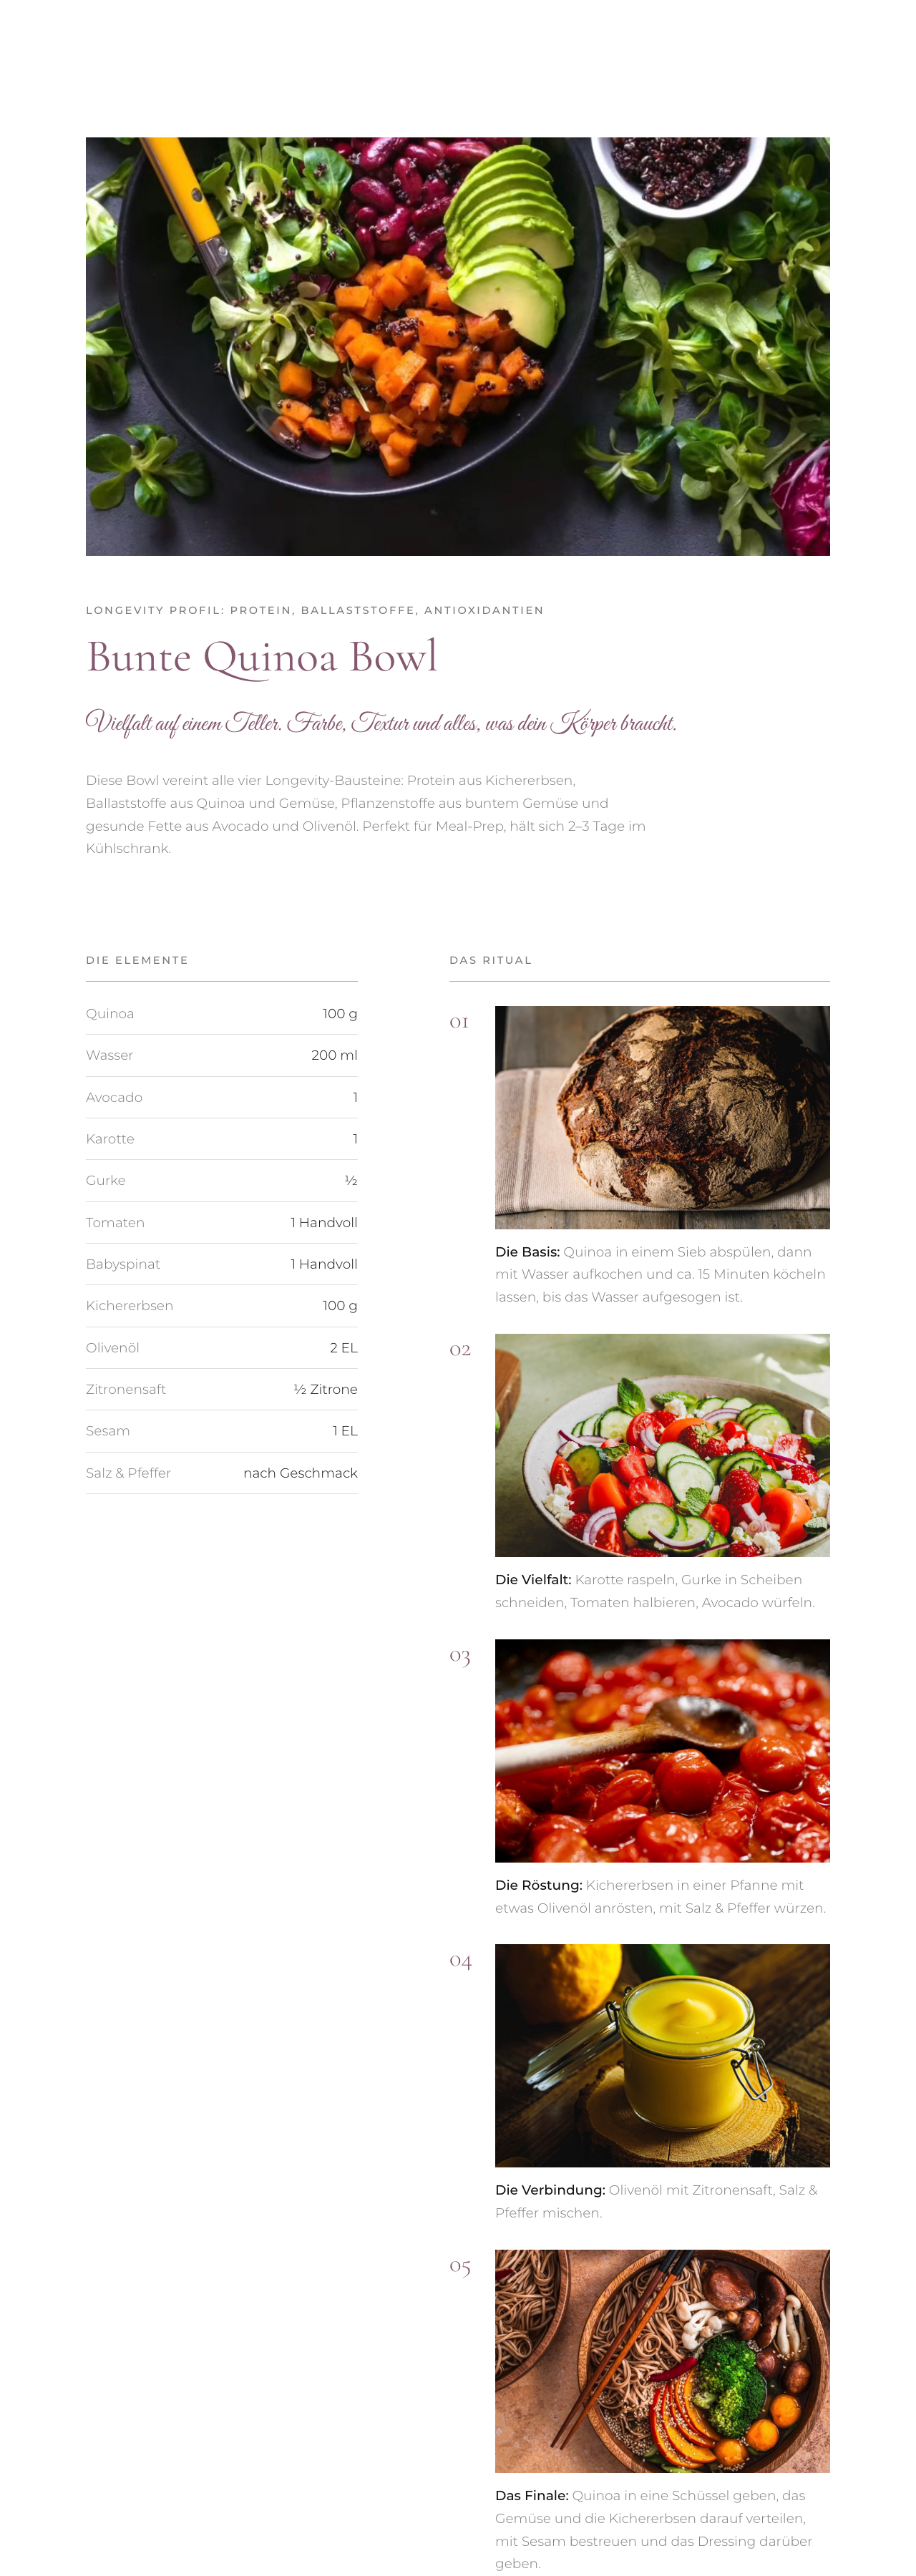 LONGEVITY PROFIL: PROTEIN, BALLASTSTOFFE, ANTIOXIDANTIEN
Bunte Quinoa Bowl
Vielfalt auf einem Teller. Farbe, Textur und alles, was dein Körper braucht.
Diese Bowl vereint alle vier Longevity-Bausteine: Protein aus Kichererbsen,
Ballaststoffe aus Quinoa und Gemüse, Pflanzenstoffe aus buntem Gemüse und
gesunde Fette aus Avocado und Olivenöl. Perfekt für Meal-Prep, hält sich 2–3 Tage im
Kühlschrank.
DIE ELEMENTE
Quinoa 100 g
Wasser 200 ml
Avocado 1
Karotte 1
Gurke ½
Tomaten 1 Handvoll
Babyspinat 1 Handvoll
Kichererbsen 100 g
Olivenöl 2 EL
Zitronensaft ½ Zitrone
Sesam 1 EL
Salz & Pfeffer nach Geschmack
DAS RITUAL
01
Die Basis: Quinoa in einem Sieb abspülen, dann
mit Wasser aufkochen und ca. 15 Minuten köcheln
lassen, bis das Wasser aufgesogen ist.
02
Die Vielfalt: Karotte raspeln, Gurke in Scheiben
schneiden, Tomaten halbieren, Avocado würfeln.
03
Die Röstung: Kichererbsen in einer Pfanne mit
etwas Olivenöl anrösten, mit Salz & Pfeffer würzen.
04
Die Verbindung: Olivenöl mit Zitronensaft, Salz &
Pfeffer mischen.
05
Das Finale: Quinoa in eine Schüssel geben, das
Gemüse und die Kichererbsen darauf verteilen,
mit Sesam bestreuen und das Dressing darüber
geben.